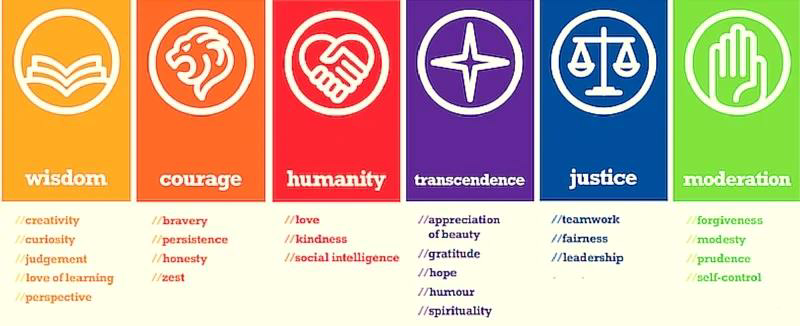 wisdom
//creativity
//curiosity
//judgement
//love of learning
//perspective
courage
//bravery
//persistence
//honesty
//zest
humanity
//love
//kindness
//social intelligence
transcendence
//appreciation
of beauty
//gratitude
//hope
//humour
//spirituality
justice
//teamwork
//fairness
//leadership
moderation
//forgiveness
//modesty
//prudence
//self-control